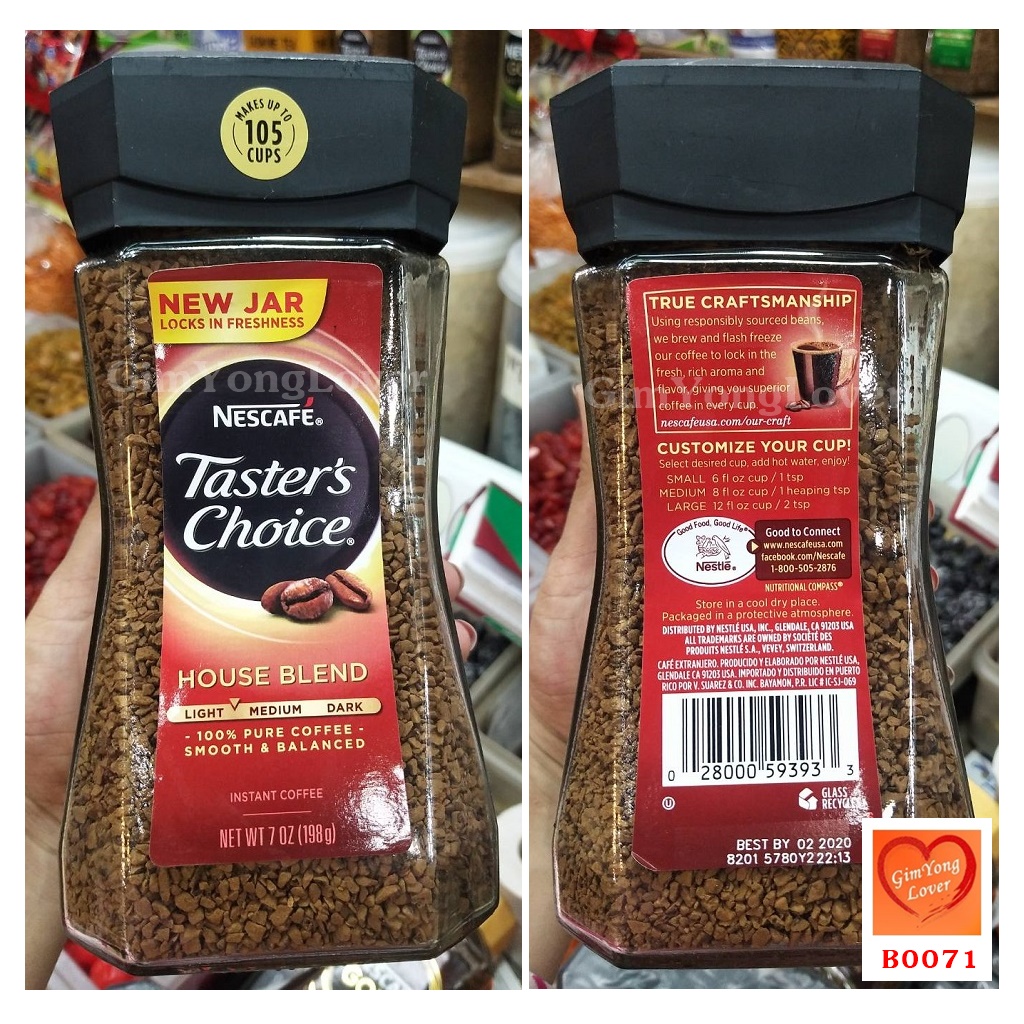 MAKES UP TO
105
CUPS
NEW JAR
LOCKS IN FRESHNESS
GimYongLover
NESCAFÉ®
Taster's
Choice®
HOUSE BLEND
LIGHT MEDIUM DARK
- 100% PURE COFFEE -
SMOOTH & BALANCED
INSTANT COFFEE
NET WT 7 OZ (198g)
TRUE CRAFTSMANSHIP
Using responsibly sourced beans,
we brew and flash freeze
our coffee to lock in the
fresh, rich aroma and
flavor, giving you superior
coffee in every cup.
nescafeusa.com/our-craft
GimYongLover
CUSTOMIZE YOUR CUP!
Select desired cup, add hot water, enjoy!
SMALL 6 fl oz cup / 1 tsp
MEDIUM 8 fl oz cup / 1 heaping tsp
LARGE 12 fl oz cup / 2 tsp
Good Food, Good Life®
Nestlé®
Good to Connect
www.nescafeusa.com
facebook.com/Nescafe
1-800-505-2876
NUTRITIONAL COMPASS®
Store in a cool dry place.
Packaged in a protective atmosphere.
DISTRIBUTED BY NESTLÉ USA, INC., GLENDALE, CA 91203 USA
ALL TRADEMARKS ARE OWNED BY SOCIÉTÉ DES
PRODUITS NESTLÉ S.A., VEVEY, SWITZERLAND.
CAFÉ EXTRANJERO. PRODUCIDO Y ELABORADO POR NESTLÉ USA,
GLENDALE CA 91203 USA. IMPORTADO Y DISTRIBUIDO EN PUERTO
RICO POR V. SUAREZ & CO. INC. BAYAMON, P.R. LIC # IC-SJ-069
0 28000 59393 3
U
GLASS
RECYCLE
BEST BY 02 2020
8201 5780Y2 22:13
GimYong
Lover
B0071